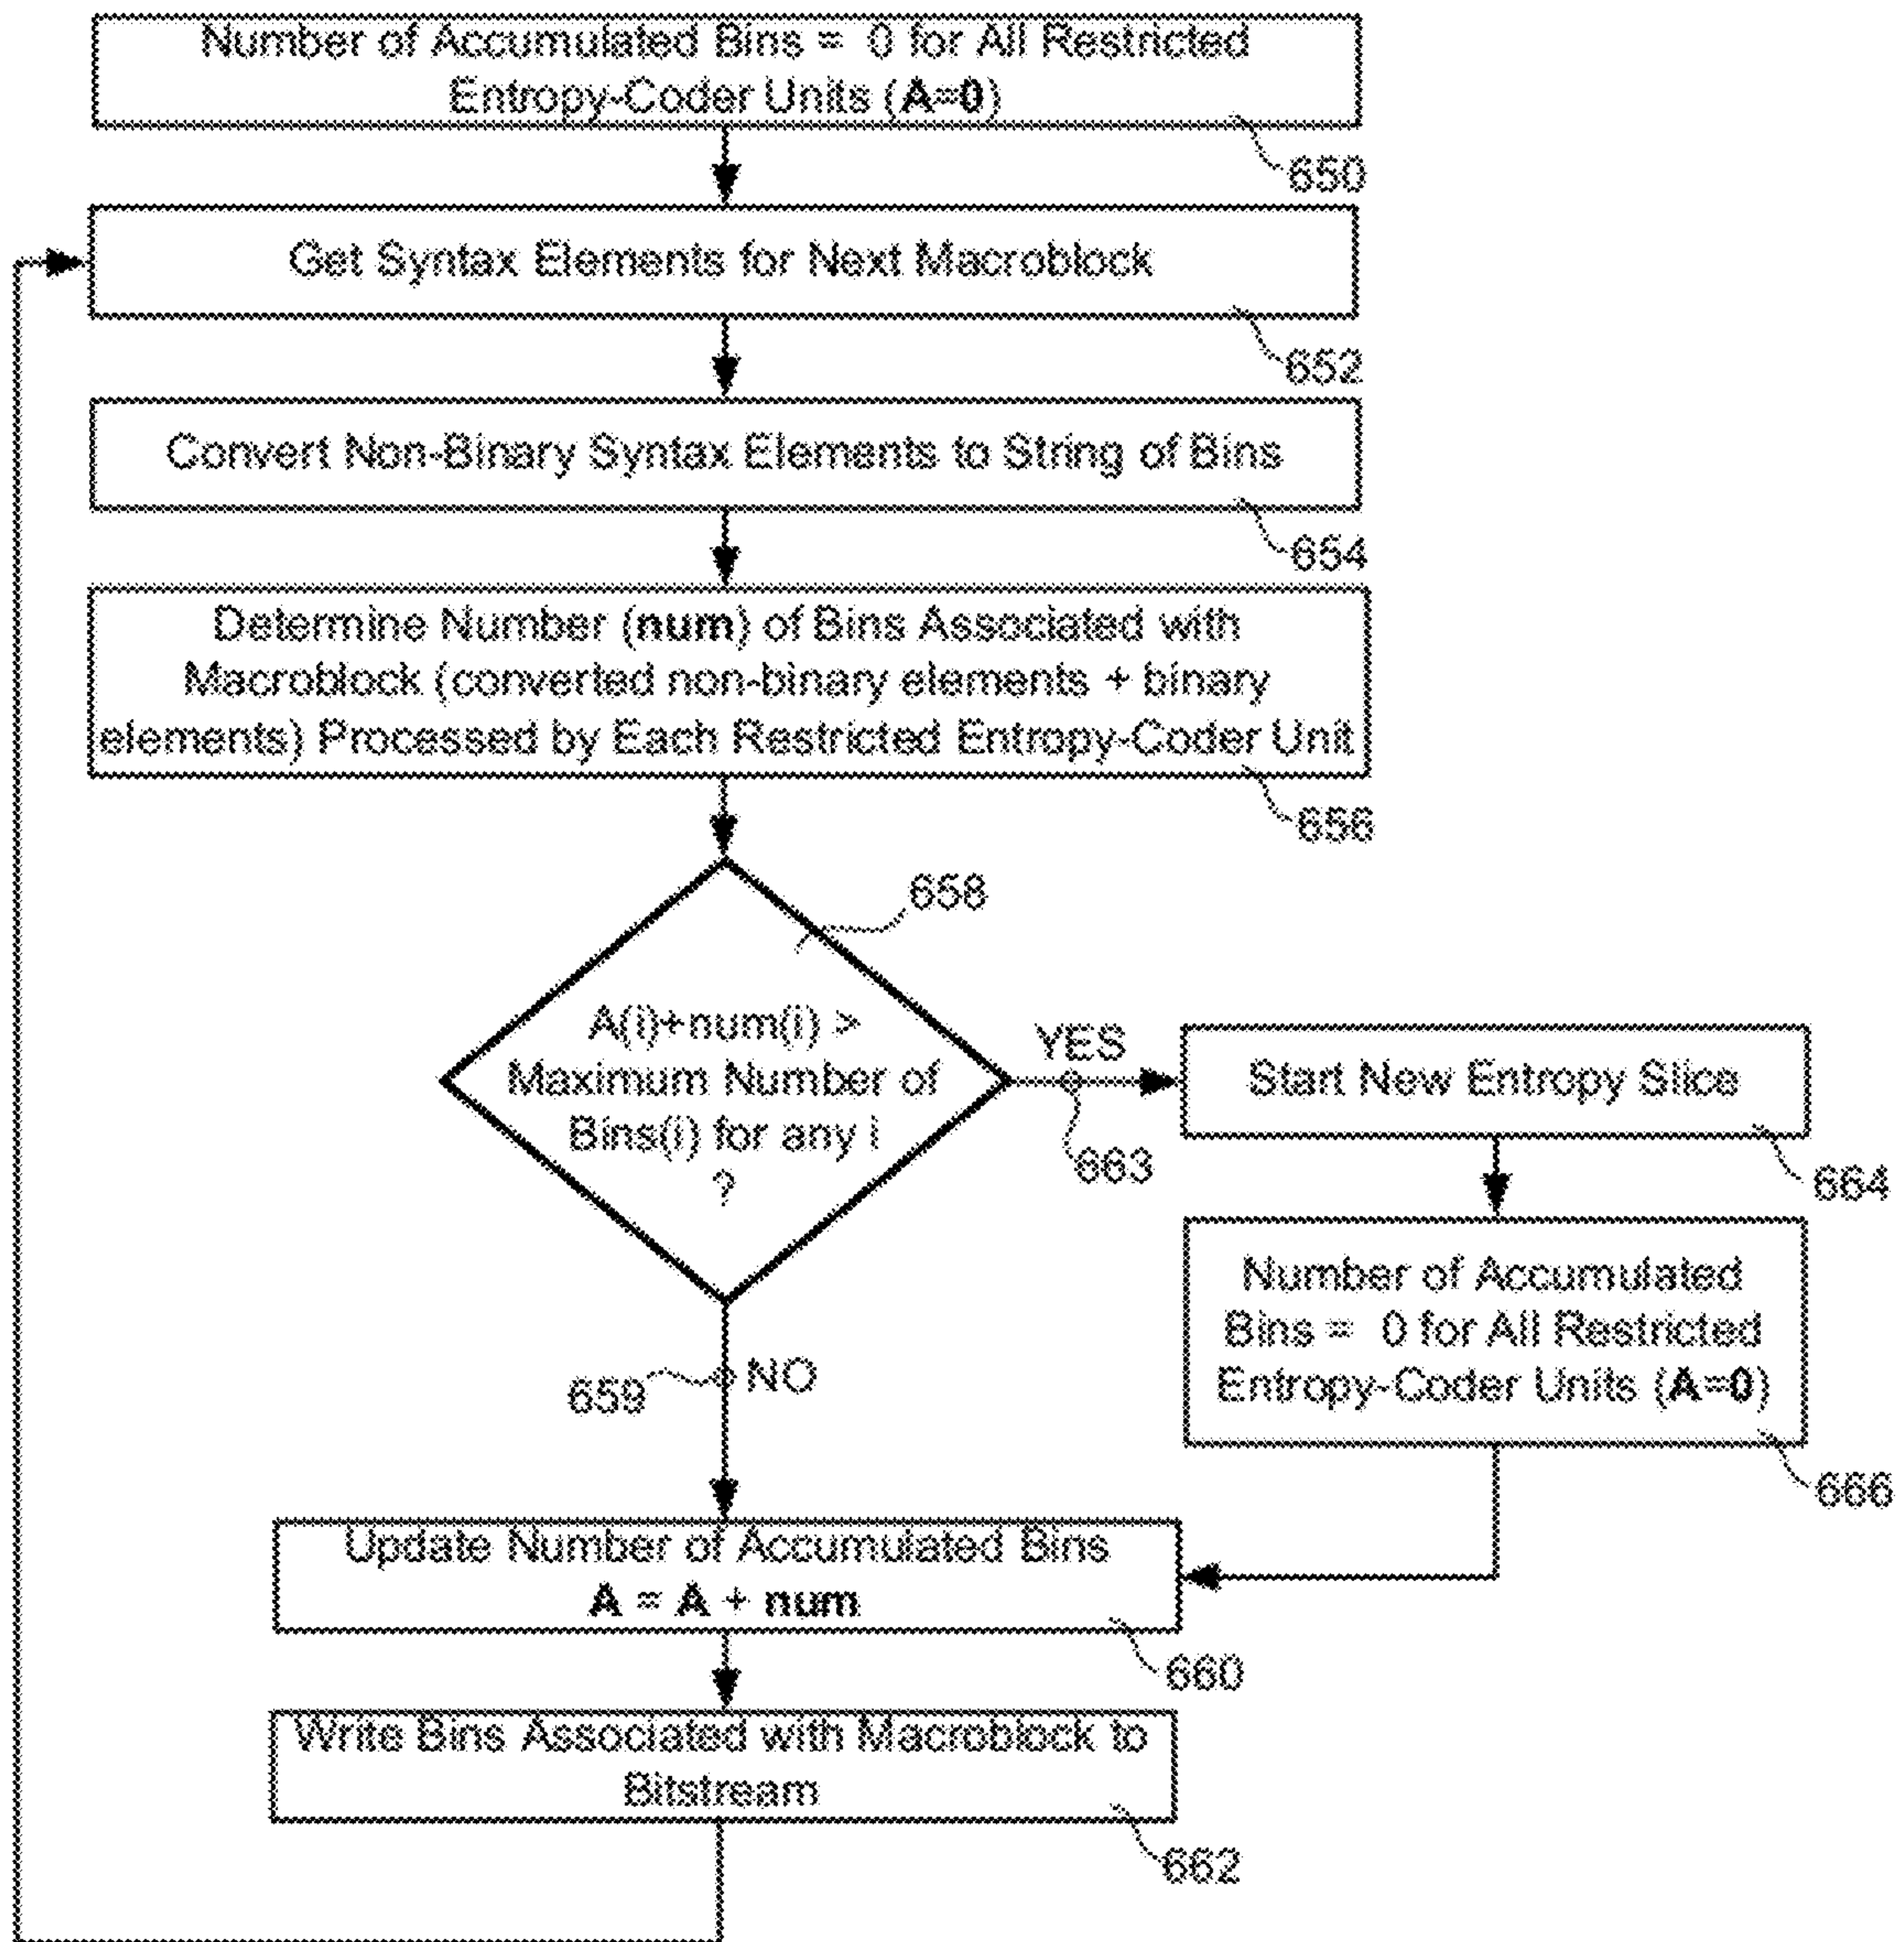 Number of Accumulated Bins = 0 for All Restricted
Entropy-Coder Units (A=0)
650
Get Syntax Elements for Next Macroblock
652
Convert Non-Binary Syntax Elements to String of Bins
654
Determine Number (num) of Bins Associated with
Macroblock (converted non-binary elements + binary
elements) Processed by Each Restricted Entropy-Coder Unit
656
658
A(i)+num(i) >
Maximum Number of
Bins(i) for any i
?
YES
663
Start New Entropy Slice
664
Number of Accumulated
Bins = 0 for All Restricted
Entropy-Coder Units (A=0)
666
659
NO
Update Number of Accumulated Bins
A = A + num
660
Write Bins Associated with Macroblock to
Bitstream
662